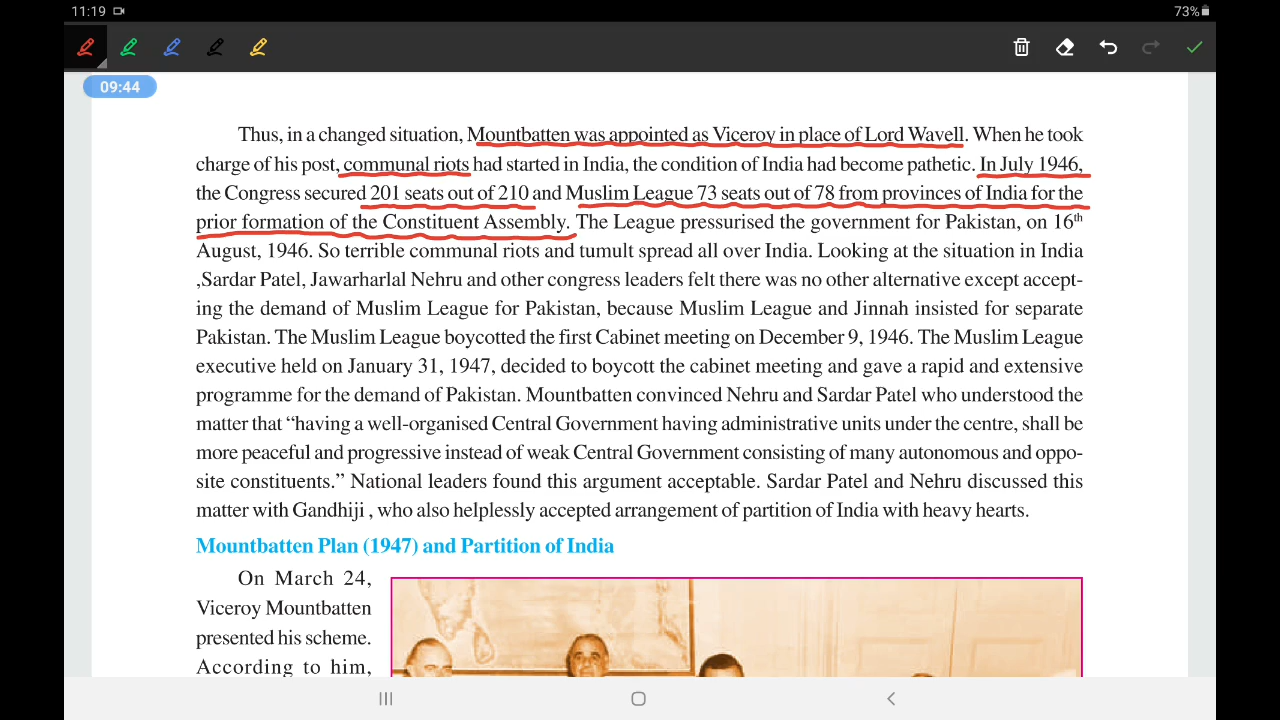 11:19
73%
09:44
Thus, in a changed situation, Mountbatten was appointed as Viceroy in place of Lord Wavell. When he took
charge of his post, communal riots had started in India, the condition of India had become pathetic. In July 1946,
the Congress secured 201 seats out of 210 and Muslim League 73 seats out of 78 from provinces of India for the
prior formation of the Constituent Assembly. The League pressurised the government for Pakistan, on 16th
August, 1946. So terrible communal riots and tumult spread all over India. Looking at the situation in India
,Sardar Patel, Jawarharlal Nehru and other congress leaders felt there was no other alternative except accept-
ing the demand of Muslim League for Pakistan, because Muslim League and Jinnah insisted for separate
Pakistan. The Muslim League boycotted the first Cabinet meeting on December 9, 1946. The Muslim League
executive held on January 31, 1947, decided to boycott the cabinet meeting and gave a rapid and extensive
programme for the demand of Pakistan. Mountbatten convinced Nehru and Sardar Patel who understood the
matter that “having a well-organised Central Government having administrative units under the centre, shall be
more peaceful and progressive instead of weak Central Government consisting of many autonomous and oppo-
site constituents.” National leaders found this argument acceptable. Sardar Patel and Nehru discussed this
matter with Gandhiji , who also helplessly accepted arrangement of partition of India with heavy hearts.
Mountbatten Plan (1947) and Partition of India
On March 24,
Viceroy Mountbatten
presented his scheme.
According to him,